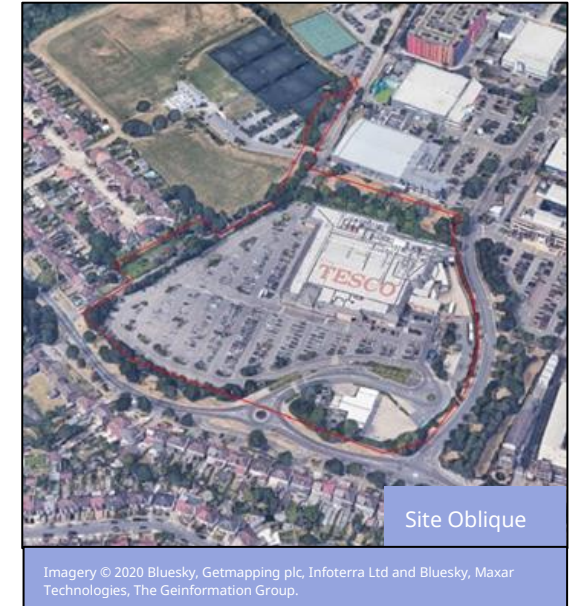 TESCO
Site Oblique
Imagery © 2020 Bluesky, Getmapping plc, Infoterra Ltd and Bluesky, Maxar
Technologies, The Geinformation Group.